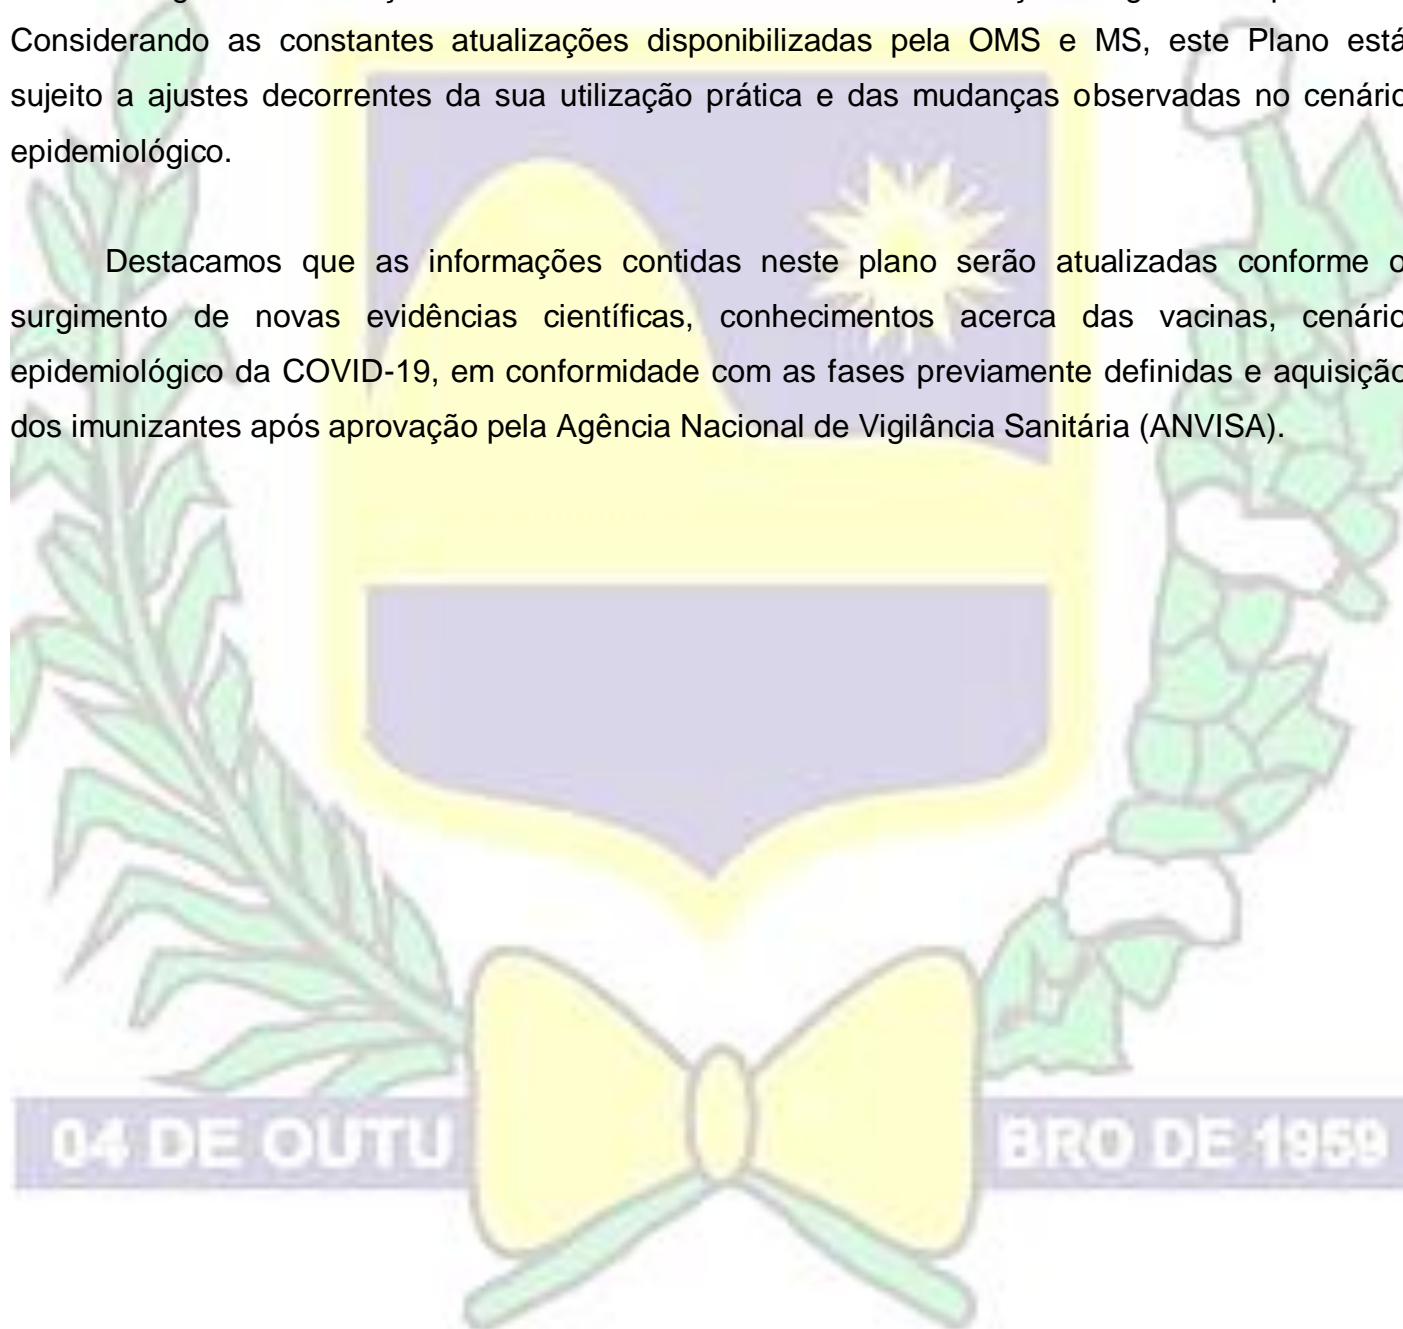 Considerando as constantes atualizações disponibilizadas pela OMS e MS, este Plano está
sujeito a ajustes decorrentes da sua utilização prática e das mudanças observadas no cenário
epidemiológico.
Destacamos que as informações contidas neste plano serão atualizadas conforme o
surgimento de novas evidências científicas, conhecimentos acerca das vacinas, cenário
epidemiológico da COVID-19, em conformidade com as fases previamente definidas e aquisição
dos imunizantes após aprovação pela Agência Nacional de Vigilância Sanitária (ANVISA).
04 DE OUTU BRO DE 1959